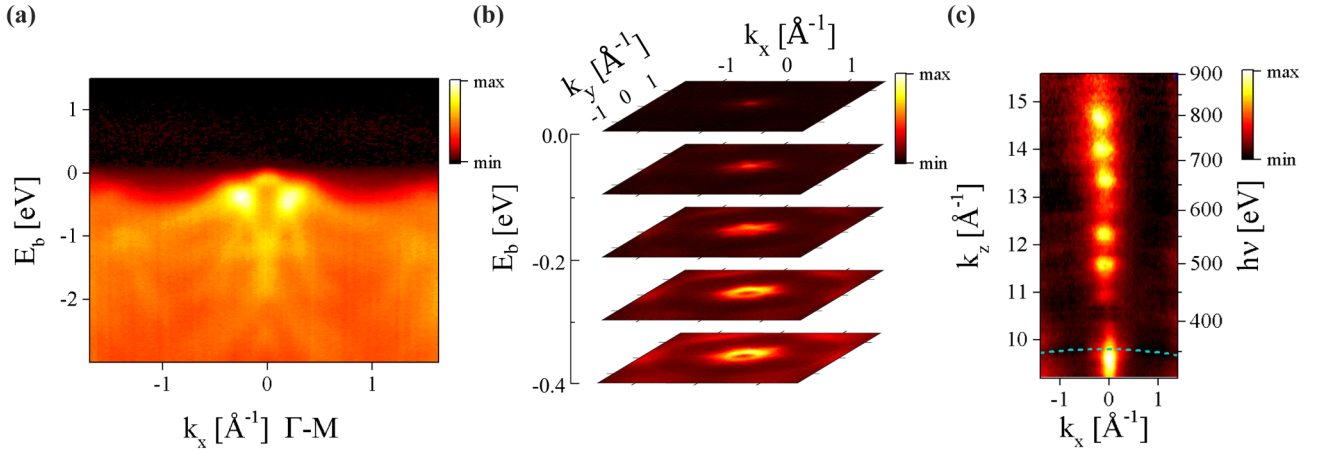 (a)
max
min
1
0
-1
-2
E_b [eV]
-1 0 1
k_x [Å^-1] Γ-M
(b)
k_x [Å^-1]
-1 0 1
k_y [Å^-1]
-1 0 1
max
min
0.0
-0.2
-0.4
E_b [eV]
(c)
15
14
13
12
11
10
k_z [Å^-1]
900
800
700
600
500
400
hν [eV]
max
min
-1 0 1
k_x [Å^-1]